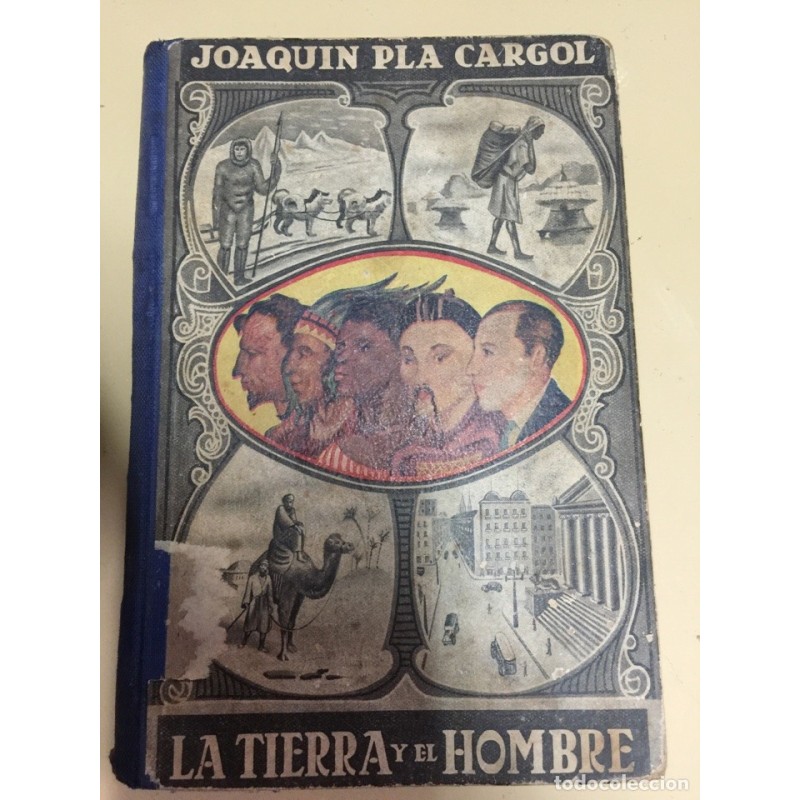 JOAQUIN PLA CARGOL
LA TIERRA Y EL HOMBRE
todocoleccion